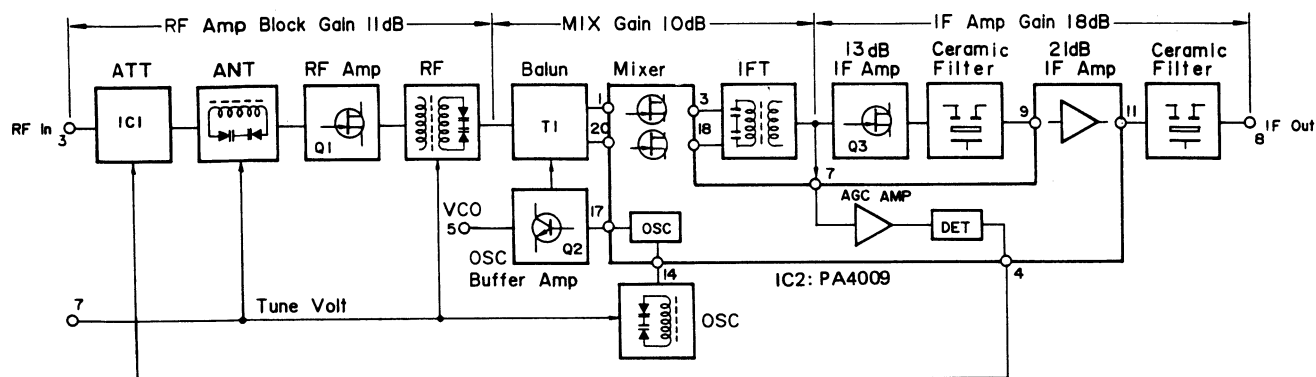 RF Amp Block Gain 11dB
MIX Gain 10dB
IF Amp Gain 18dB
ATT
ANT
RF Amp
RF
Balun
Mixer
IFT
13dB
IF Amp
Ceramic
Filter
21dB
IF Amp
Ceramic
Filter
RF In
3
IC1
Q1
T1
1
20
3
18
Q3
9
11
IF Out
8
7
VCO
5
OSC
Buffer Amp
Q2
17
OSC
AGC AMP
DET
14
IC2: PA4009
4
7
Tune Volt
OSC